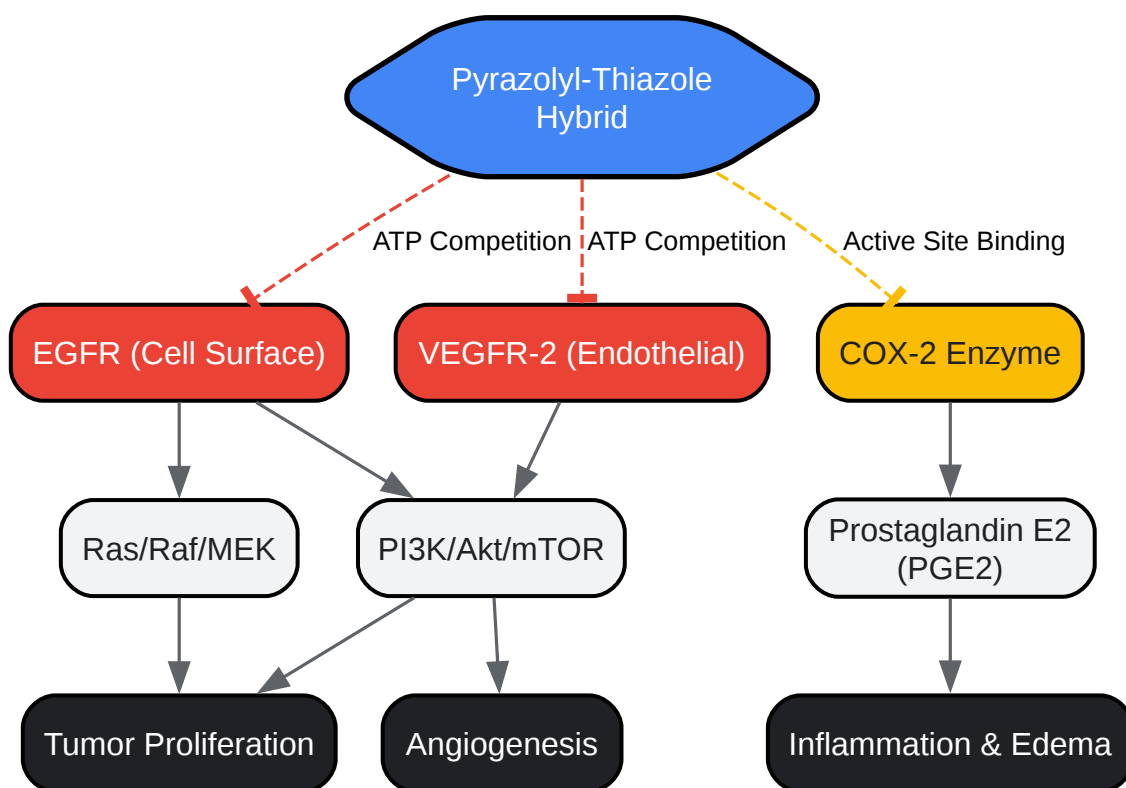 Pyrazolyl-Thiazole
Hybrid
ATP Competition
ATP Competition
Active Site Binding
EGFR (Cell Surface)
VEGFR-2 (Endothelial)
COX-2 Enzyme
Ras/Raf/MEK
PI3K/Akt/mTOR
Prostaglandin E2
(PGE2)
Tumor Proliferation
Angiogenesis
Inflammation & Edema